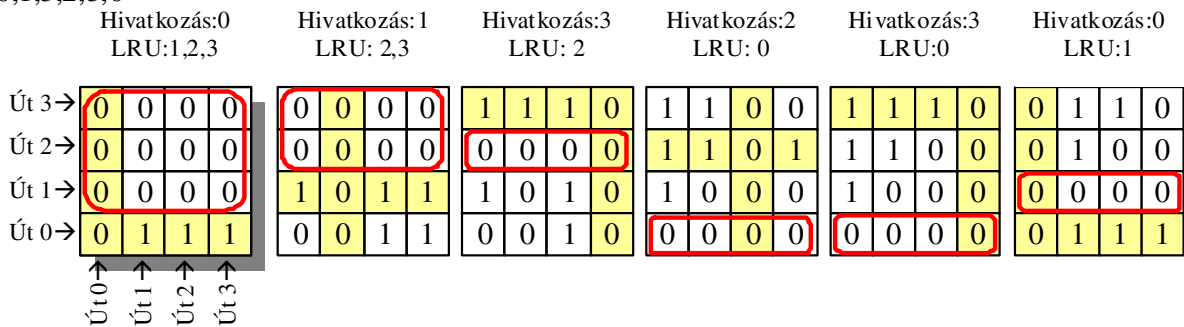 0,1,3,2,3,0
Hivatkozás:0 Hivatkozás:1 Hivatkozás:3 Hivatkozás:2 Hivatkozás:3 Hivatkozás:0
LRU:1,2,3 LRU: 2,3 LRU: 2 LRU: 0 LRU:0 LRU:1
Út 3→ 0 0 0 0 0 0 0 0 1 1 1 0 1 1 0 0 1 1 1 0 0 1 1 0
Út 2→ 0 0 0 0 0 0 0 0 0 0 0 0 1 1 0 1 1 1 0 0 0 1 0 0
Út 1→ 0 0 0 0 1 0 1 1 1 0 1 0 1 0 0 0 1 0 0 0 0 0 0 0
Út 0→ 0 1 1 1 0 0 1 1 0 0 1 0 0 0 0 0 0 0 0 0 0 1 1 1
Út 0→ Út 1→ Út 2→ Út 3→